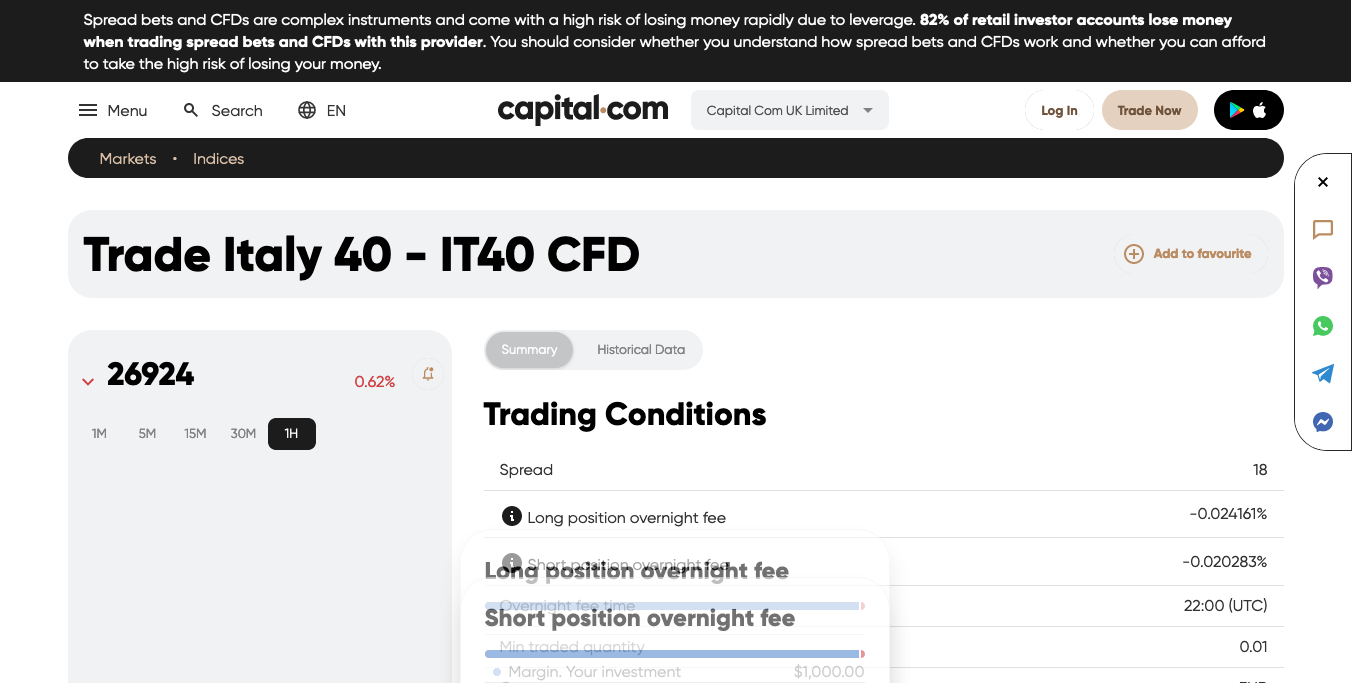 Spread bets and CFDs are complex instruments and come with a high risk of losing money rapidly due to leverage. 82% of retail investor accounts lose money
when trading spread bets and CFDs with this provider. You should consider whether you understand how spread bets and CFDs work and whether you can afford
to take the high risk of losing your money.
Menu Search EN capital.com Capital Com UK Limited Log In Trade Now
Markets • Indices
Trade Italy 40 - IT40 CFD Add to favourite
26924 0.62%
1M 5M 15M 30M 1H
Summary Historical Data
Trading Conditions
Spread 18
Long position overnight fee -0.024161%
Short position overnight fee -0.020283%
Long position overnight fee
Overnight fee time 22:00 (UTC)
Short position overnight fee
Min traded quantity 0.01
Margin. Your investment $1,000.00